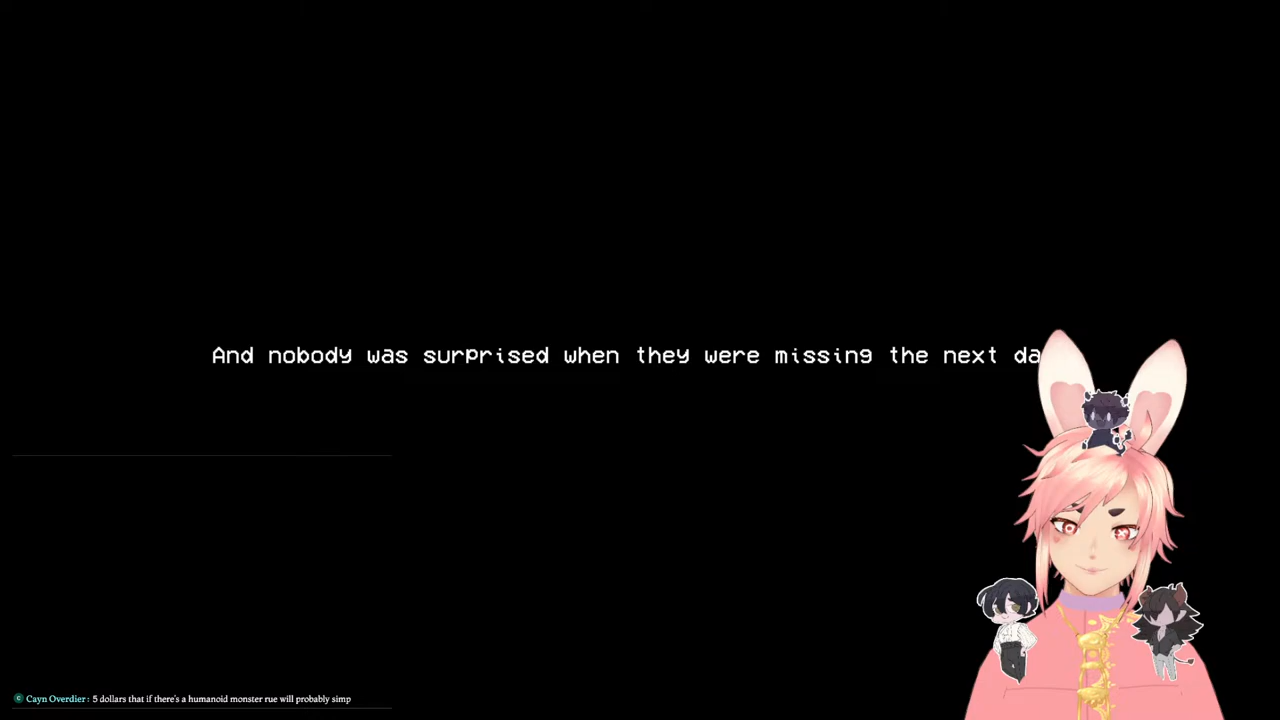 And nobody was surprised when they were missing the next da
C Cayn Overdier : 5 dollars that if there's a humanoid monster rue will probably simp